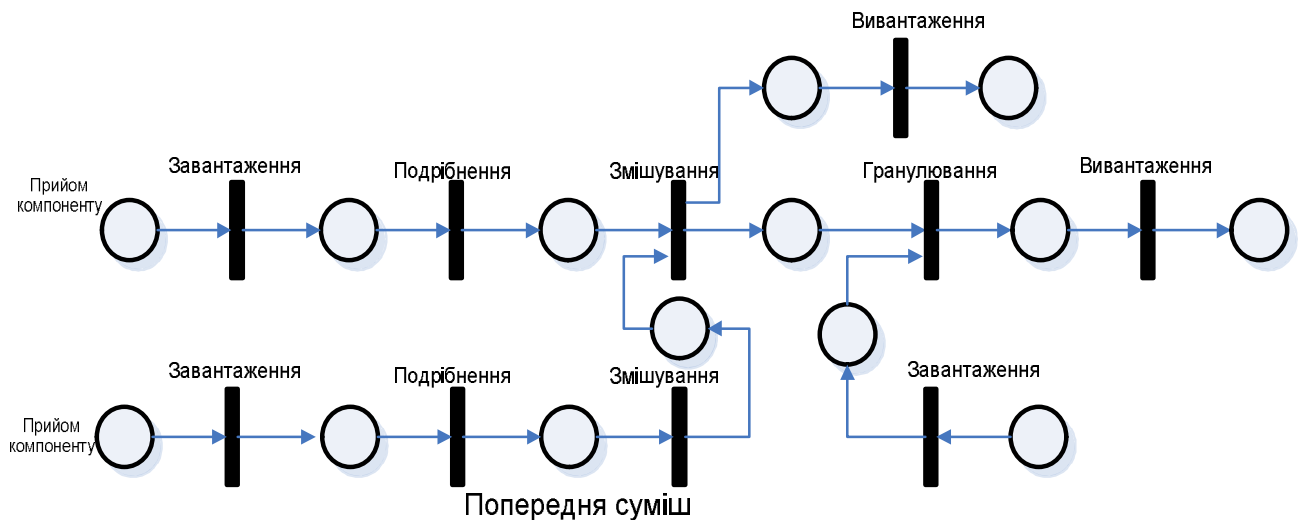 Вивантаження
Завантаження
Подрібнення
Змішування
Гранулювання
Вивантаження
Прийом
компоненту
Завантаження
Подрібнення
Змішування
Завантаження
Прийом
компоненту
Попередня суміш